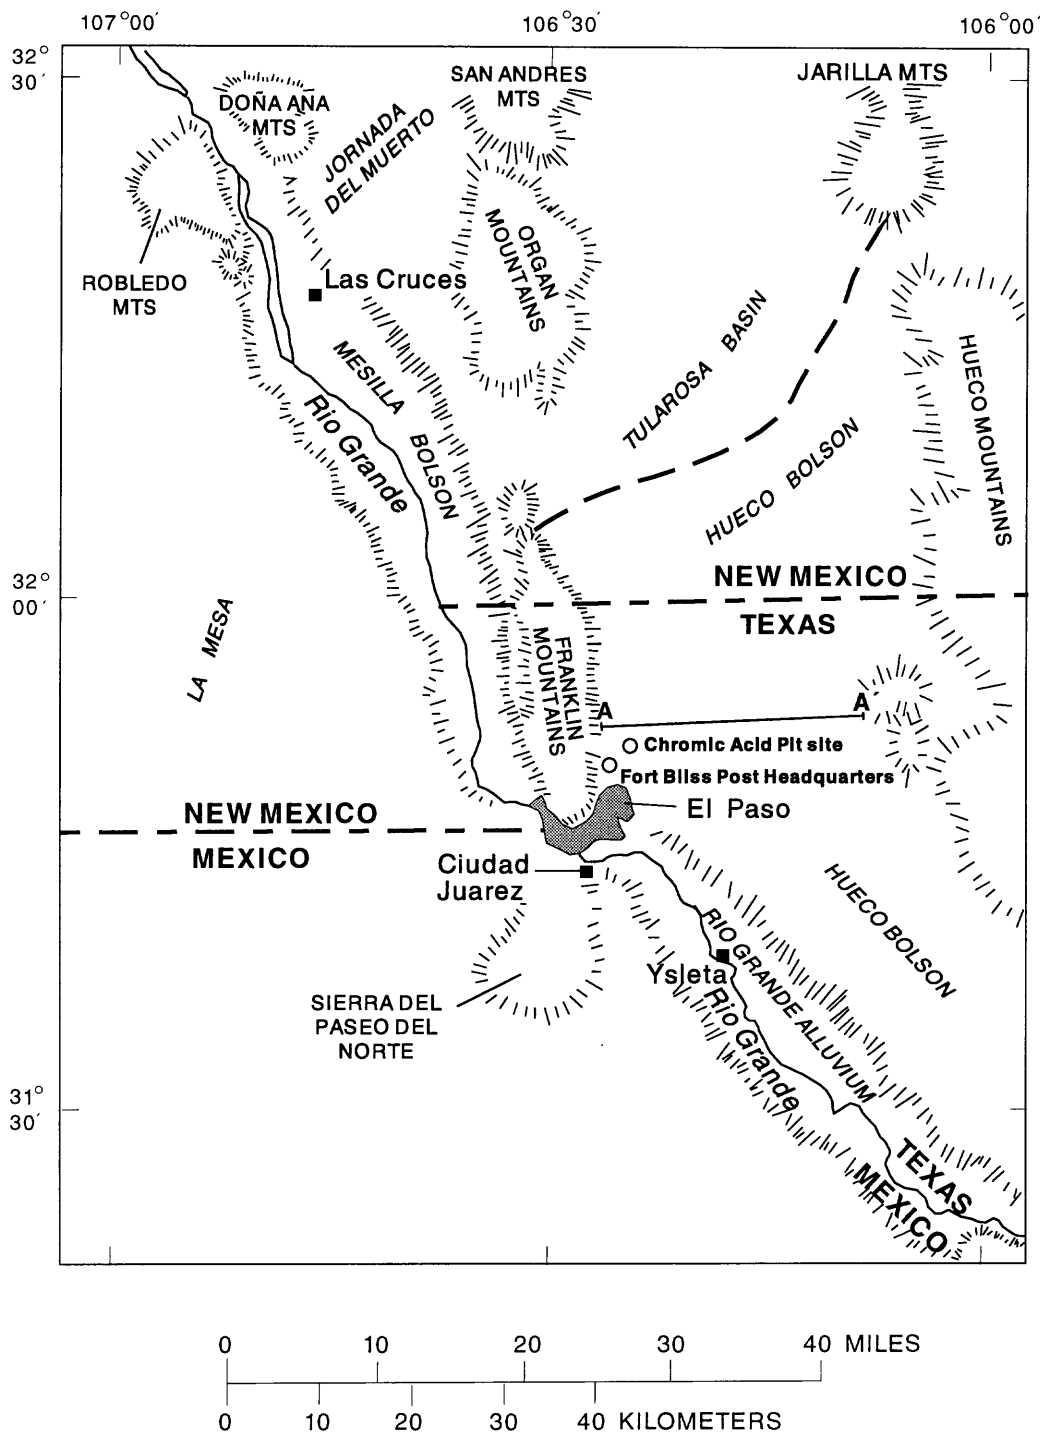 107°00′
106°30′
106°00′
32°
30′
SAN ANDRES
MTS
JARILLA MTS
DOÑA ANA
MTS
JORNADA
DEL MUERTO
ORGAN
MOUNTAINS
ROBLEDO
MTS
Las Cruces
MESILLA
BOLSON
TULAROSA BASIN
HUECO MOUNTAINS
Rio Grande
HUECO BOLSON
32°
00′
NEW MEXICO
TEXAS
LA MESA
FRANKLIN
MOUNTAINS
A
A'
Chromic Acid Pit site
Fort Bliss Post Headquarters
El Paso
NEW MEXICO
MEXICO
Ciudad
Juarez
HUECO BOLSON
RIO GRANDE ALLUVIUM
Ysleta
Rio Grande
SIERRA DEL
PASEO DEL
NORTE
31°
30′
TEXAS
MEXICO
0 10 20 30 40 MILES
0 10 20 30 40 KILOMETERS